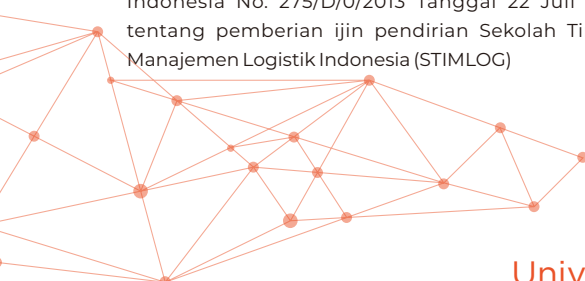 Indonesia No. 275/D/0/2013 Tanggal 22 Juli
tentang pemberian ijin pendirian Sekolah Ti
Manajemen Logistik Indonesia (STIMLOG)
Univ